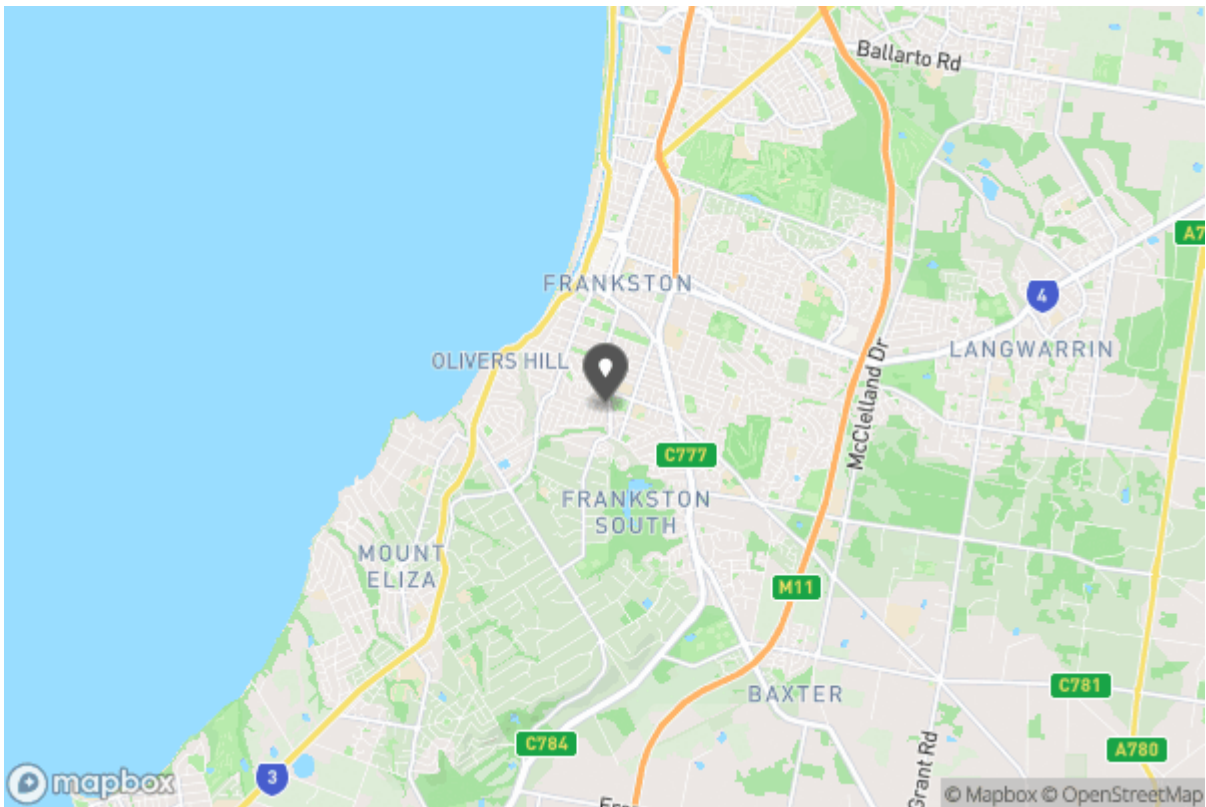 Ballarto Rd
A7
FRANKSTON
4
OLIVERS HILL
LANGWARRIN
McClelland Dr
C777
FRANKSTON
SOUTH
MOUNT
ELIZA
M11
C781
BAXTER
C784
A780
3
Grant Rd
mapbox
© Mapbox © OpenStreetMap